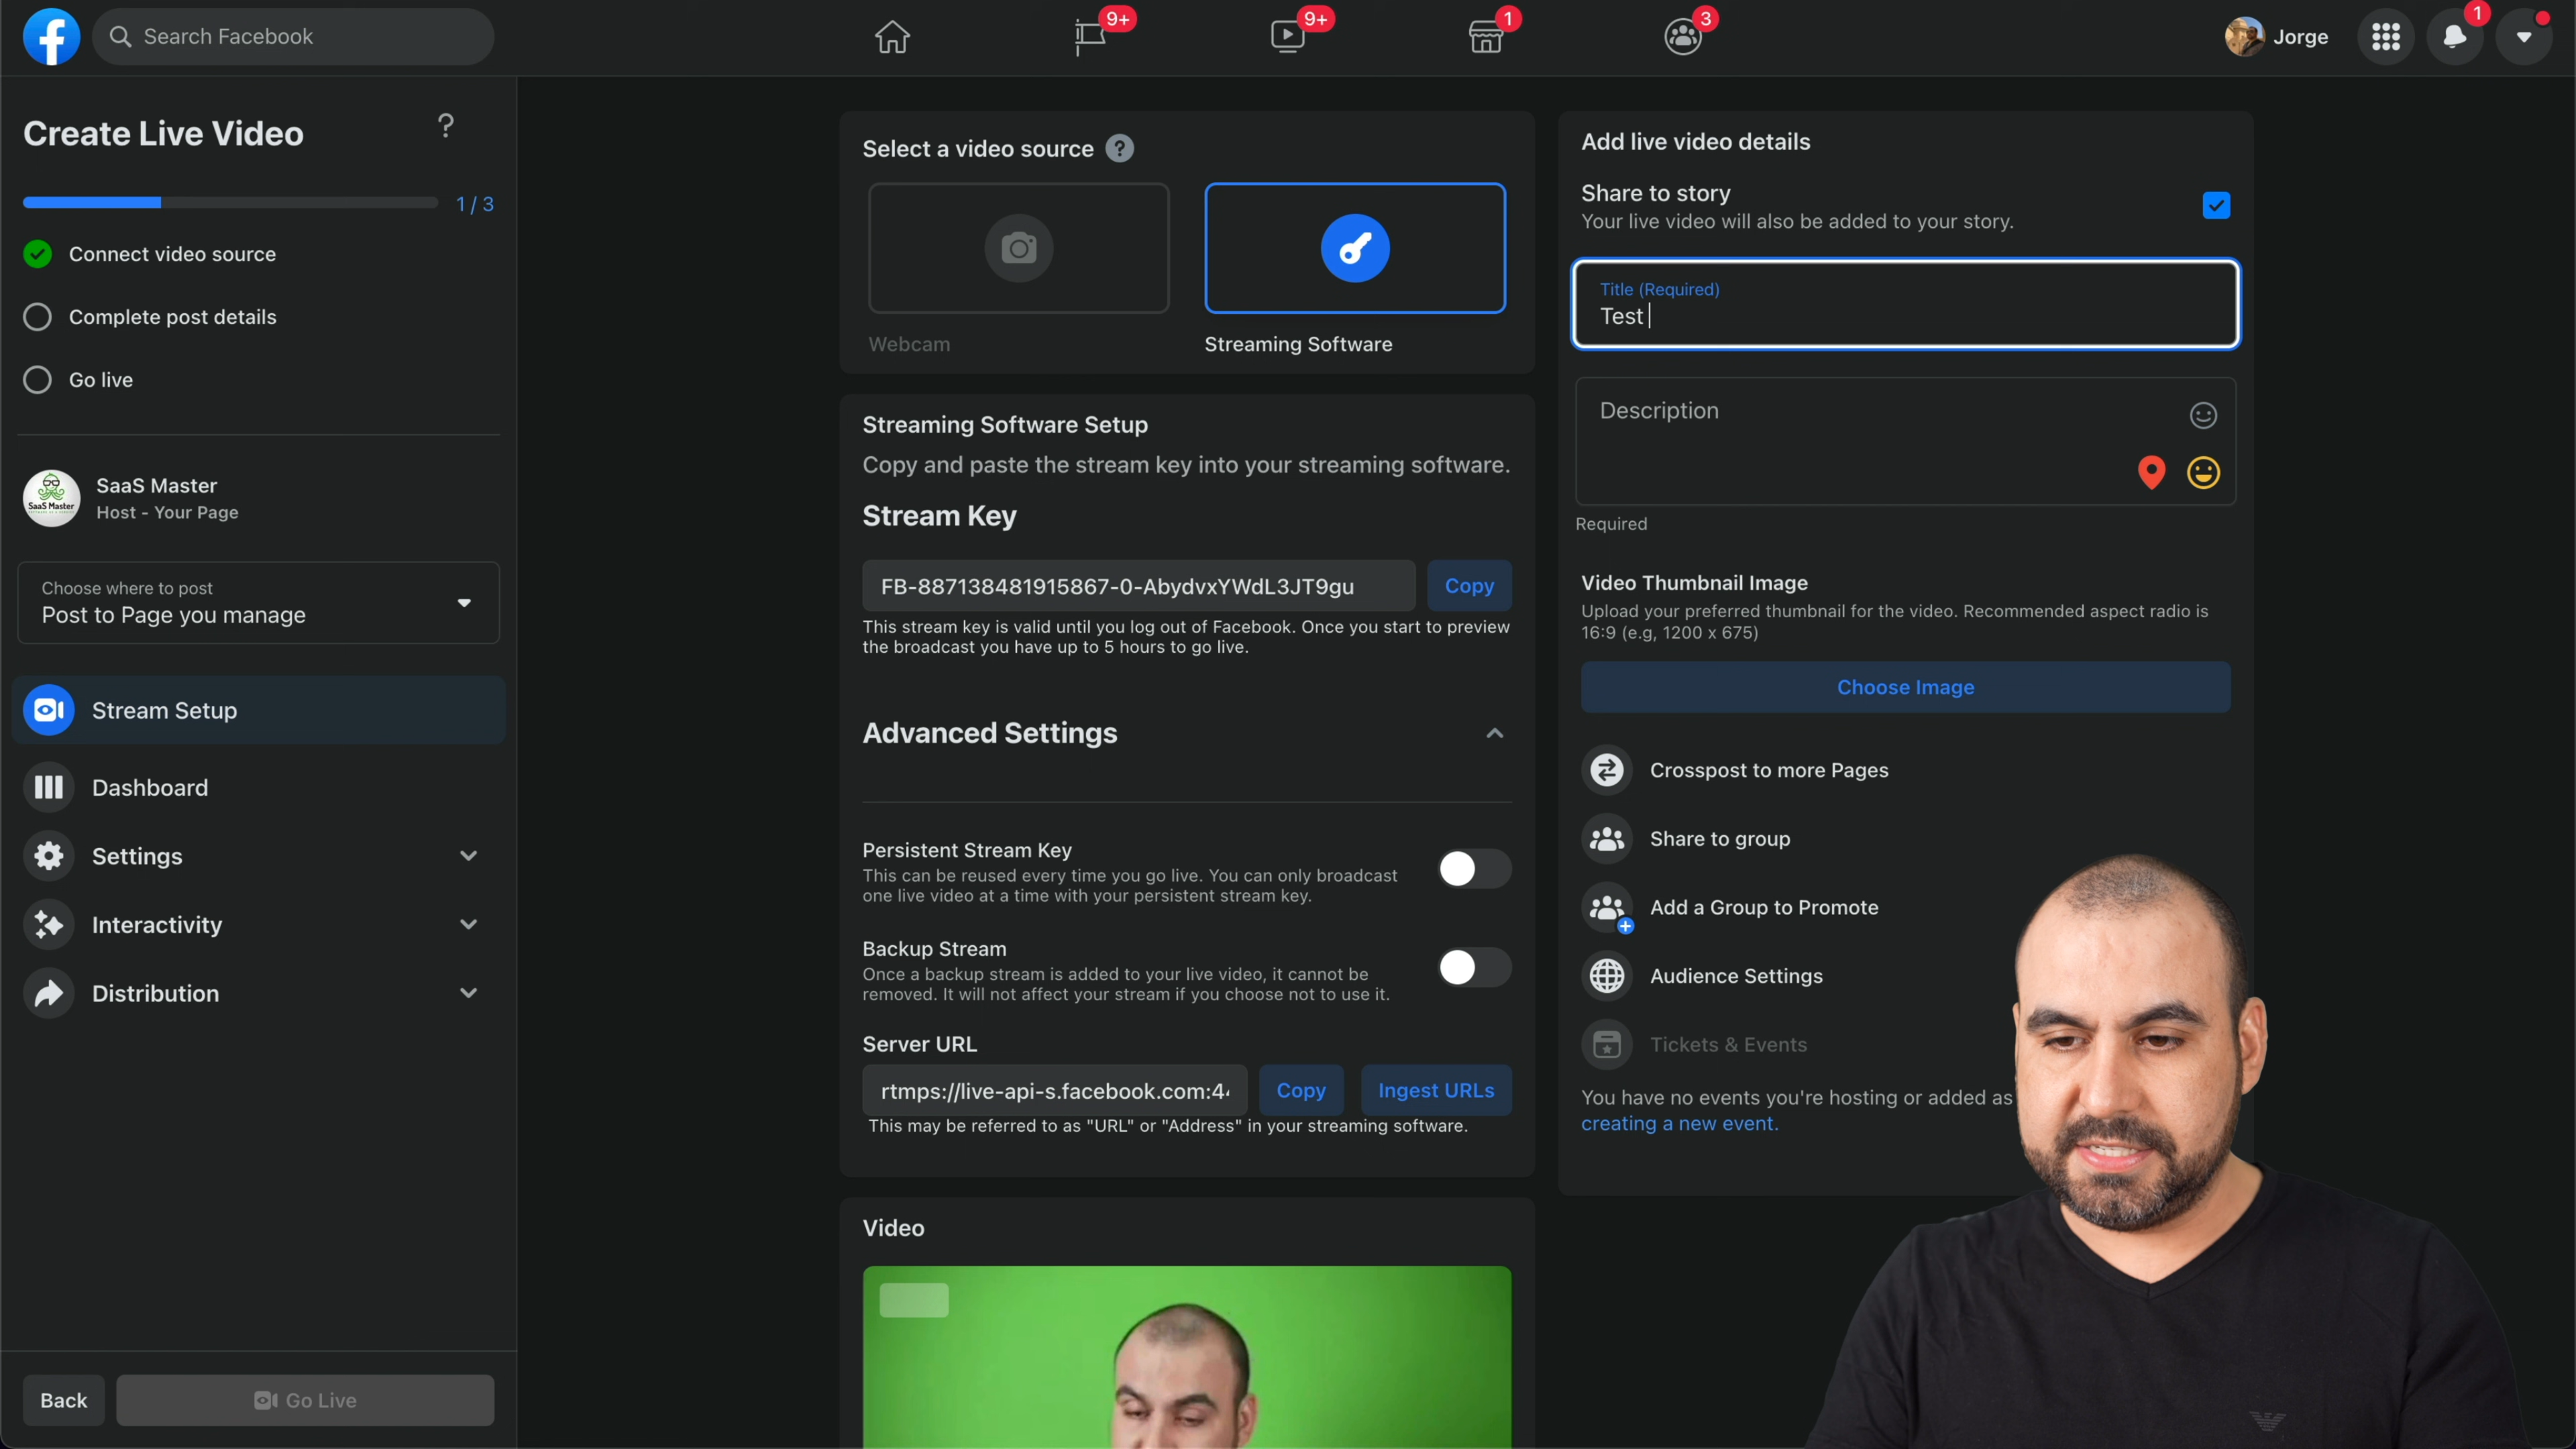 Search Facebook
9+
9+
1
3
Jorge
1
Create Live Video
?
1 / 3
Connect video source
Complete post details
Go live
SaaS Master
SaaS Master
Host - Your Page
Choose where to post
Post to Page you manage
Stream Setup
Dashboard
Settings
Interactivity
Distribution
Back
Go Live
Select a video source ?
Webcam
Streaming Software
Streaming Software Setup
Copy and paste the stream key into your streaming software.
Stream Key
FB-887138481915867-0-AbydvxYWdL3JT9gu
Copy
This stream key is valid until you log out of Facebook. Once you start to preview
the broadcast you have up to 5 hours to go live.
Advanced Settings
Persistent Stream Key
This can be reused every time you go live. You can only broadcast
one live video at a time with your persistent stream key.
Backup Stream
Once a backup stream is added to your live video, it cannot be
removed. It will not affect your stream if you choose not to use it.
Server URL
rtmps://live-api-s.facebook.com:4
Copy
Ingest URLs
This may be referred to as "URL" or "Address" in your streaming software.
Video
Add live video details
Share to story
Your live video will also be added to your story.
Title (Required)
Test
Description
Required
Video Thumbnail Image
Upload your preferred thumbnail for the video. Recommended aspect radio is
16:9 (e.g, 1200 x 675)
Choose Image
Crosspost to more Pages
Share to group
Add a Group to Promote
Audience Settings
Tickets & Events
You have no events you're hosting or added as
creating a new event.